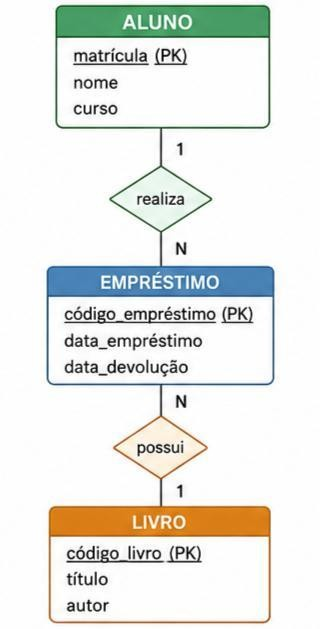 ALUNO
matrícula (PK)
nome
curso
1
realiza
N
EMPRÉSTIMO
código_empréstimo (PK)
data_empréstimo
data_devolução
N
possui
1
LIVRO
código_livro (PK)
título
autor